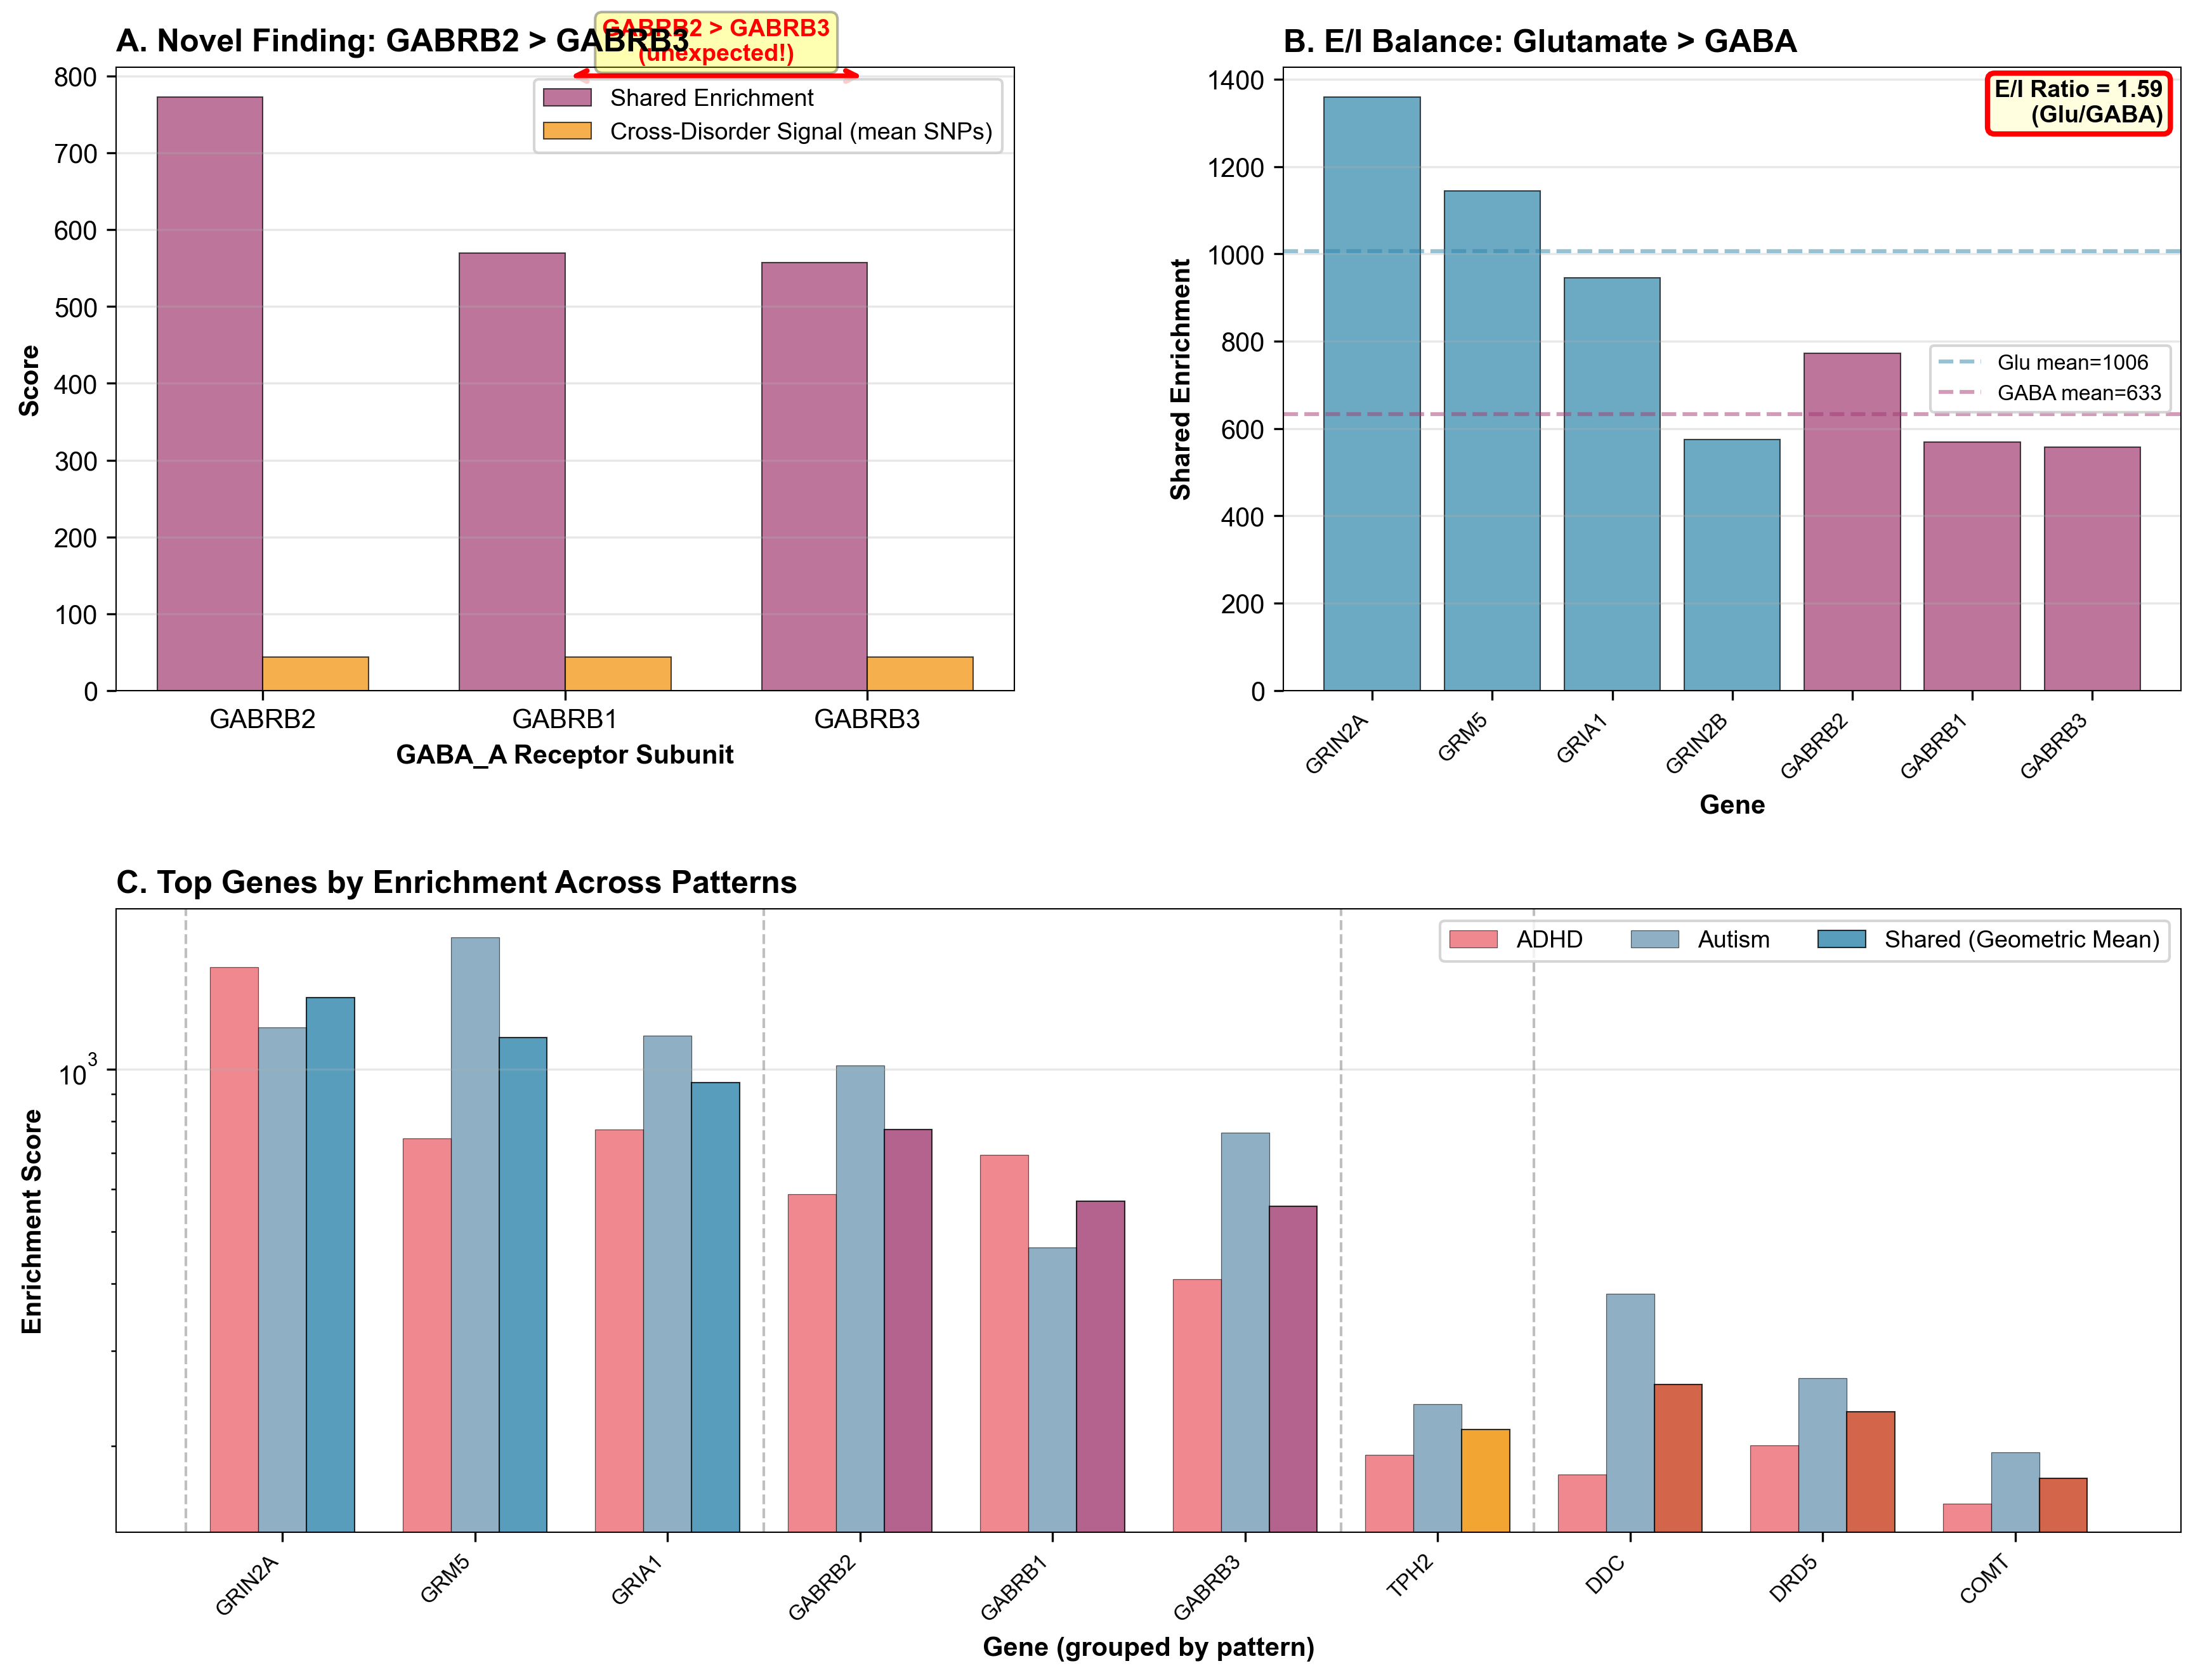 A. Novel Finding: GABRB2 > GABRB3
GABRB2 > GABRB3
(unexpected!)
Shared Enrichment
Cross-Disorder Signal (mean SNPs)
Score
800
700
600
500
400
300
200
100
0
GABRB2
GABRB1
GABRB3
GABA_A Receptor Subunit
B. E/I Balance: Glutamate > GABA
E/I Ratio = 1.59
(Glu/GABA)
Glu mean=1006
GABA mean=633
Shared Enrichment
1400
1200
1000
800
600
400
200
0
GRIN2A
GRM5
GRIA1
GRIN2B
GABRB2
GABRB1
GABRB3
Gene
C. Top Genes by Enrichment Across Patterns
ADHD
Autism
Shared (Geometric Mean)
Enrichment Score
10³
GRIN2A
GRM5
GRIA1
GABRB2
GABRB1
GABRB3
TPH2
DDC
DRD5
COMT
Gene (grouped by pattern)